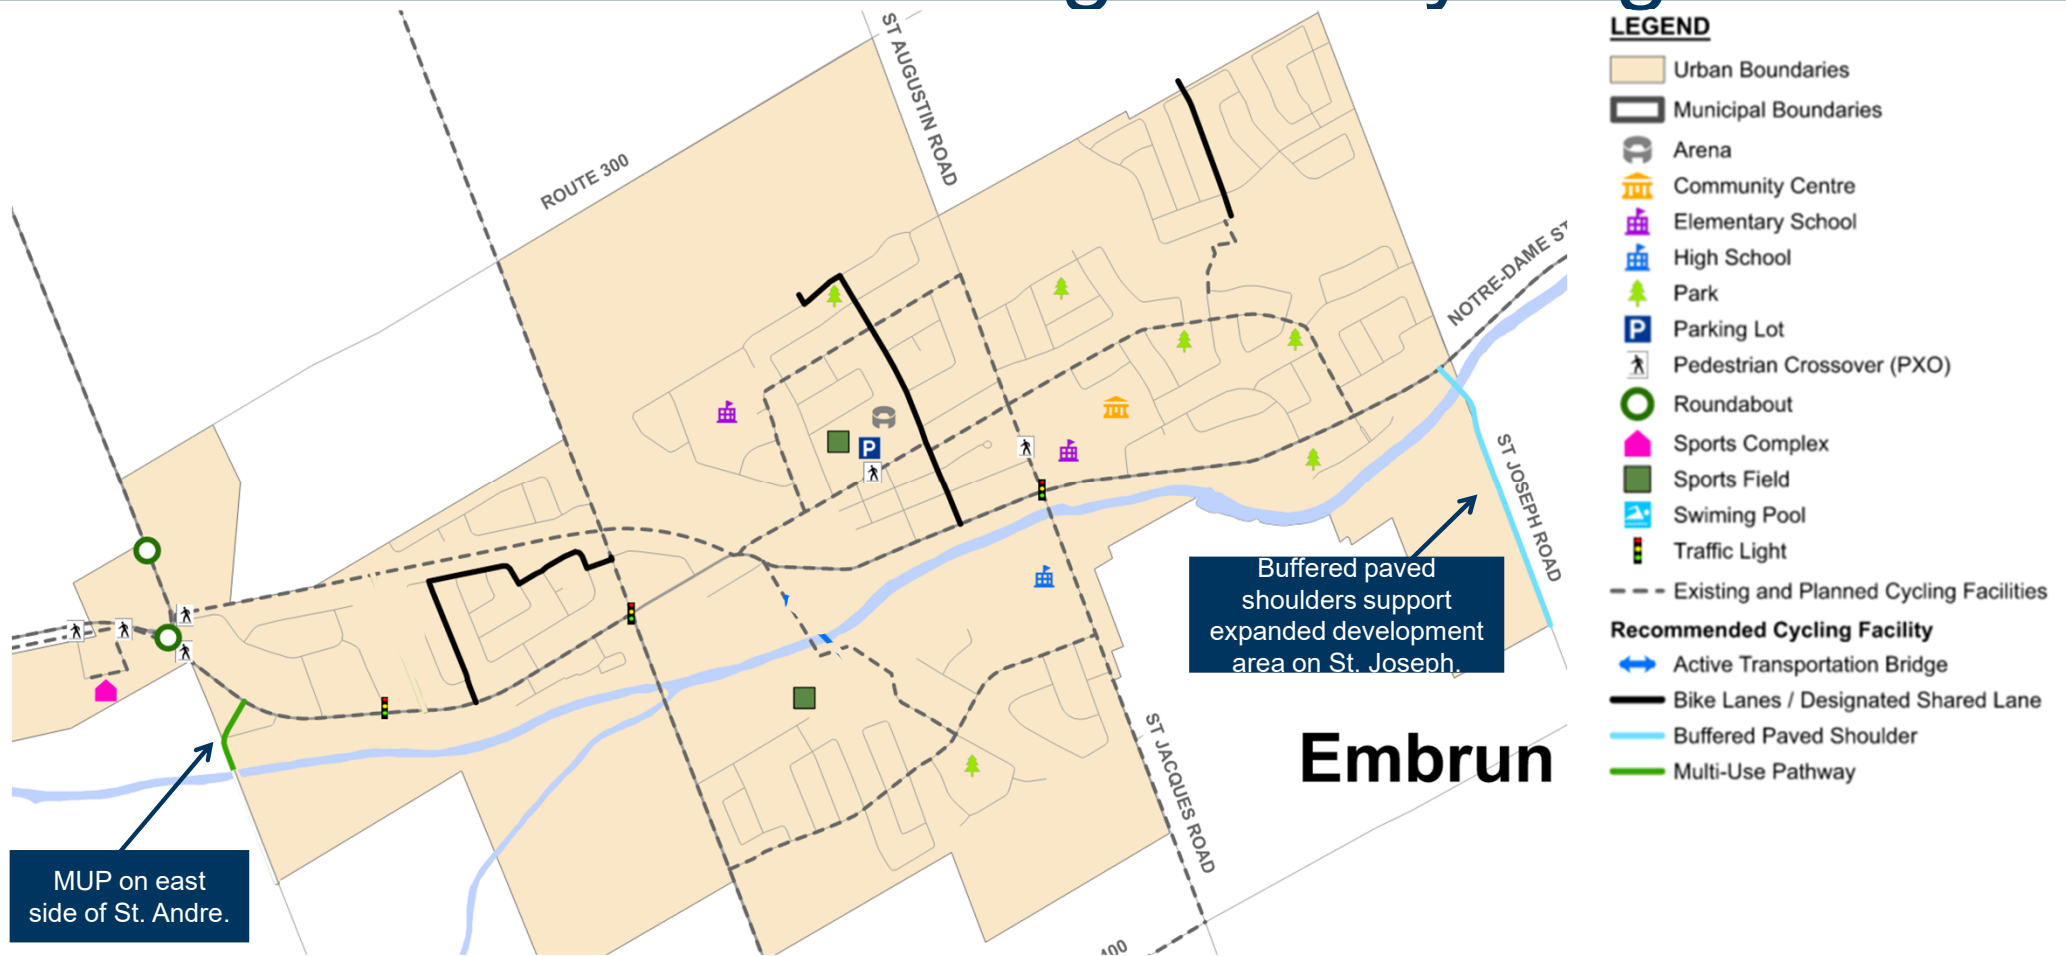 ROUTE 300
ST AUGUSTIN ROAD
NOTRE-DAME ST
ST JOSEPH ROAD
Buffered paved
shoulders support
expanded development
area on St. Joseph.
Embrun
ST JACQUES ROAD
MUP on east
side of St. Andre.
LEGEND
Urban Boundaries
Municipal Boundaries
Arena
Community Centre
Elementary School
High School
Park
P
P
Parking Lot
Pedestrian Crossover (PXO)
Roundabout
Sports Complex
Sports Field
Swiming Pool
Traffic Light
Existing and Planned Cycling Facilities
Recommended Cycling Facility
Active Transportation Bridge
Bike Lanes / Designated Shared Lane
Buffered Paved Shoulder
Multi-Use Pathway